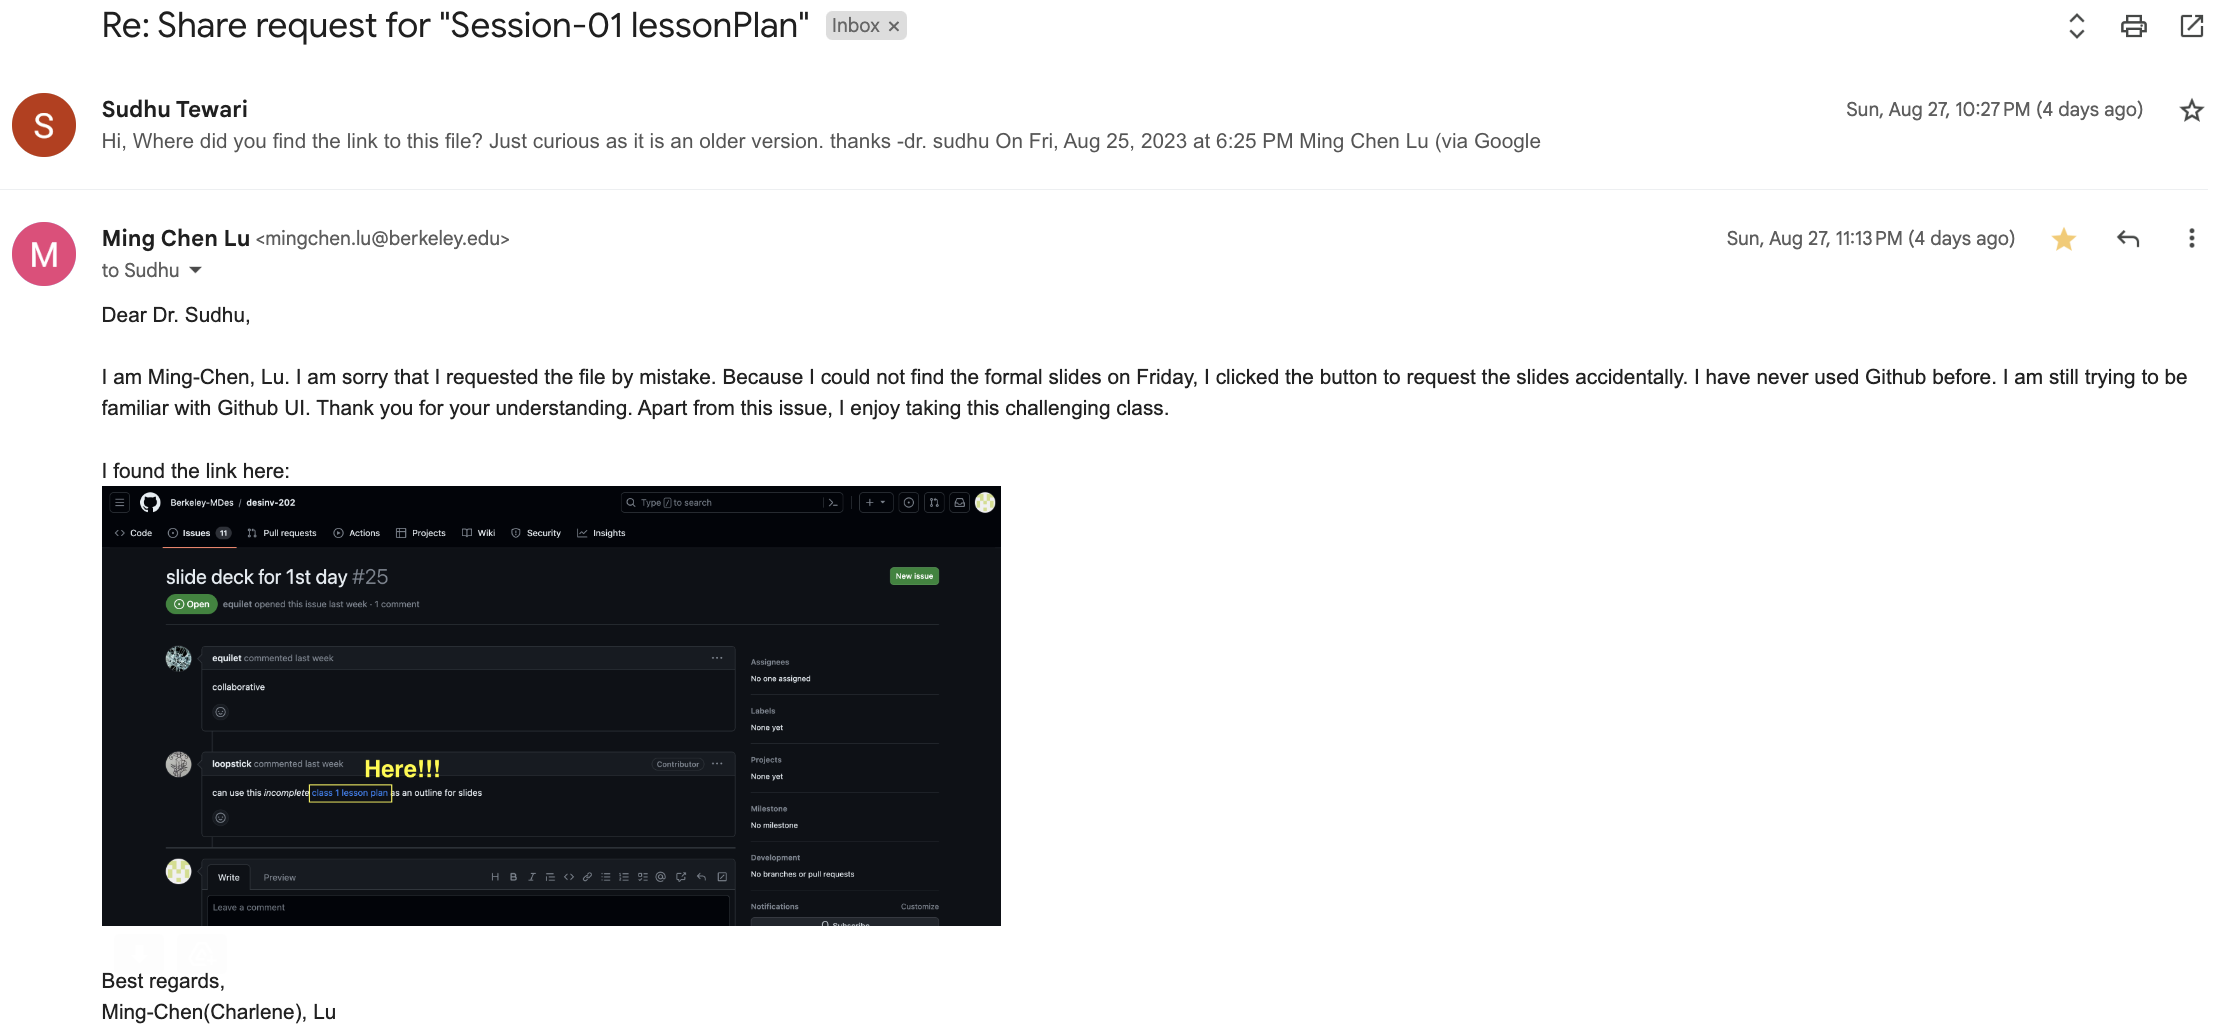 Re: Share request for "Session-01 lessonPlan" Inbox ×
S
Sudhu Tewari
Sun, Aug 27, 10:27 PM (4 days ago)
Hi, Where did you find the link to this file? Just curious as it is an older version. thanks -dr. sudhu On Fri, Aug 25, 2023 at 6:25 PM Ming Chen Lu (via Google
M
Ming Chen Lu <mingchen.lu@berkeley.edu>
Sun, Aug 27, 11:13 PM (4 days ago)
to Sudhu
Dear Dr. Sudhu,
I am Ming-Chen, Lu. I am sorry that I requested the file by mistake. Because I could not find the formal slides on Friday, I clicked the button to request the slides accidentally. I have never used Github before. I am still trying to be
familiar with Github UI. Thank you for your understanding. Apart from this issue, I enjoy taking this challenging class.
I found the link here:
Berkeley-MDes / desinv-202
Type / to search
Code Issues 11 Pull requests Actions Projects Wiki Security Insights
slide deck for 1st day #25
New issue
Open equilet opened this issue last week · 1 comment
equilet commented last week
collaborative
loopstick commented last week
Here!!!
Contributor
can use this incomplete class 1 lesson plan as an outline for slides
Write Preview
H B I
Leave a comment
Assignees
No one assigned
Labels
None yet
Projects
None yet
Milestone
No milestone
Development
No branches or pull requests
Notifications Customize
Subscribe
Best regards,
Ming-Chen(Charlene), Lu